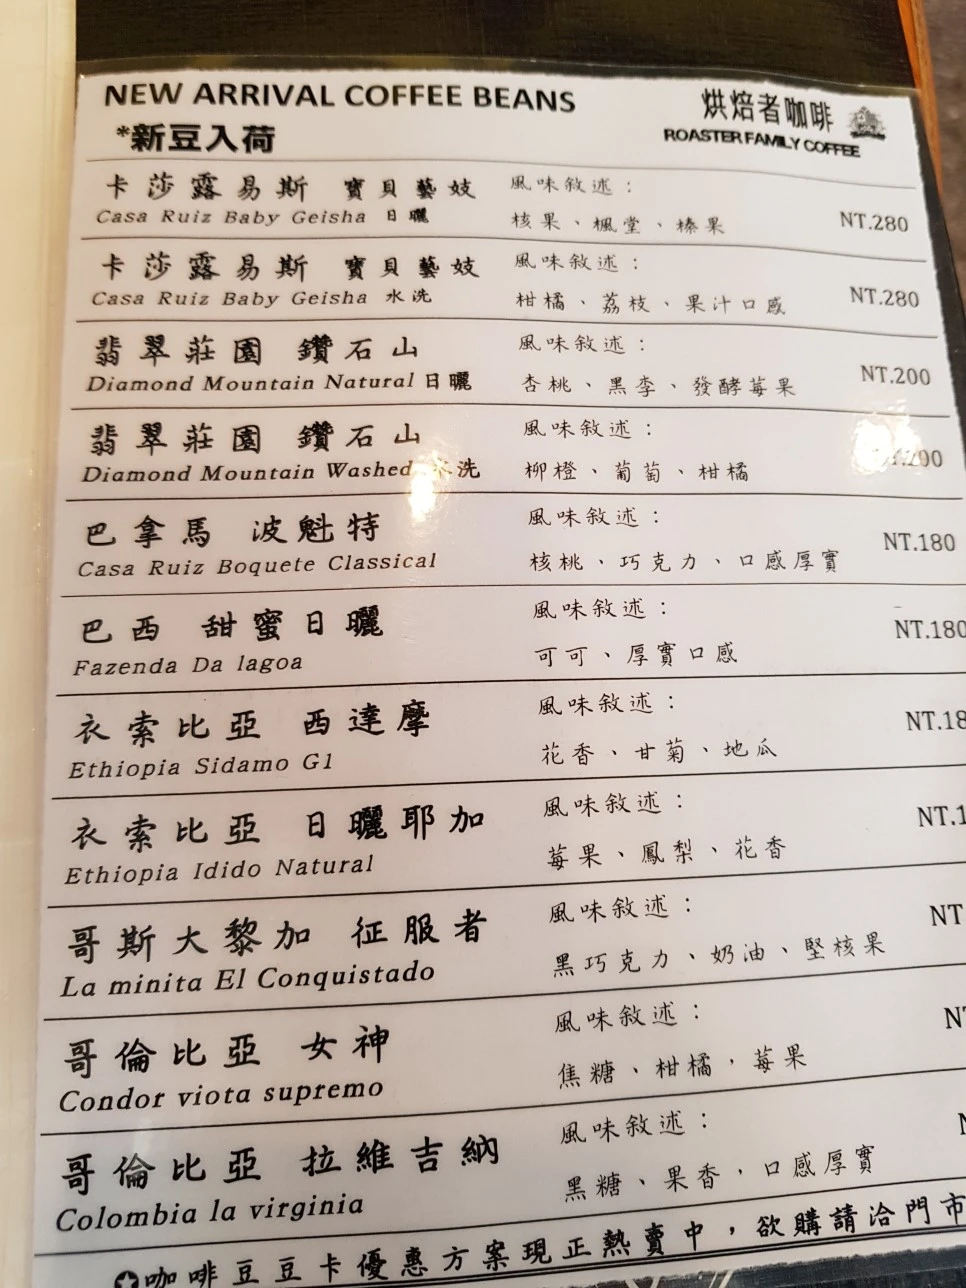 NEW ARRIVAL COFFEE BEANS
*新豆入荷
烘焙者咖啡
ROASTER FAMILY COFFEE
卡莎露易斯 寶貝藝妓
Casa Ruiz Baby Geisha 日曬
風味敘述：
核果、楓堂、榛果
NT.280
卡莎露易斯 寶貝藝妓
Casa Ruiz Baby Geisha 水洗
風味敘述：
柑橘、荔枝、果汁口感
NT.280
翡翠莊園 鑽石山
Diamond Mountain Natural 日曬
風味敘述：
杏桃、黑李、發酵莓果
NT.200
翡翠莊園 鑽石山
Diamond Mountain Washed 水洗
風味敘述：
柳橙、葡萄、柑橘
巴拿馬 波魁特
Casa Ruiz Boquete Classical
風味敘述：
核桃、巧克力、口感厚實
NT.180
巴西 甜蜜日曬
Fazenda Da lagoa
風味敘述：
可可、厚實口感
NT.180
衣索比亞 西達摩
Ethiopia Sidamo G1
風味敘述：
花香、甘菊、地瓜
NT.18
衣索比亞 日曬耶加
Ethiopia Idido Natural
風味敘述：
莓果、鳳梨、花香
NT.1
哥斯大黎加 征服者
La minita El Conquistado
風味敘述：
黑巧克力、奶油、堅核果
NT
哥倫比亞 女神
Condor viota supremo
風味敘述：
焦糖、柑橘，莓果
哥倫比亞 拉維吉納
Colombia la virginia
風味敘述：
黑糖、果香，口感厚實
✪咖啡豆豆卡優惠方案現正熱賣中，欲購請洽門市